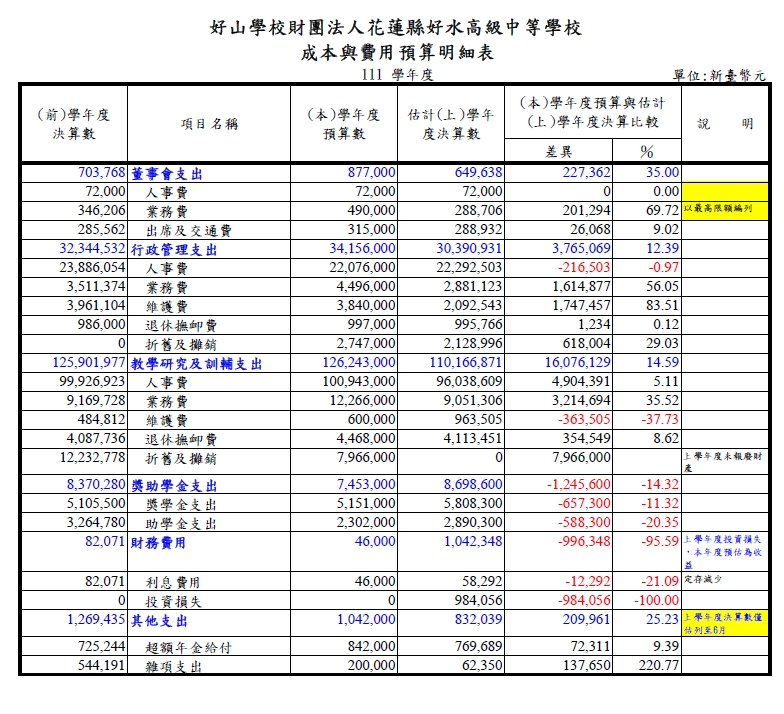 好山學校財團法人花蓮縣好水高級中等學校
成本與費用預算明細表
111 學年度 單位:新臺幣元
(前)學年度決算數 項目名稱 (本)學年度預算數 估計(上)學年度決算數 (本)學年度預算與估計(上)學年度決算比較 說 明
差異 %
703,768 董事會支出 877,000 649,638 227,362 35.00
72,000 人事費 72,000 72,000 0 0.00
346,206 業務費 490,000 288,706 201,294 69.72 以最高限額編列
285,562 出席及交通費 315,000 288,932 26,068 9.02
32,344,532 行政管理支出 34,156,000 30,390,931 3,765,069 12.39
23,886,054 人事費 22,076,000 22,292,503 -216,503 -0.97
3,511,374 業務費 4,496,000 2,881,123 1,614,877 56.05
3,961,104 維護費 3,840,000 2,092,543 1,747,457 83.51
986,000 退休撫卹費 997,000 995,766 1,234 0.12
0 折舊及攤銷 2,747,000 2,128,996 618,004 29.03
125,901,977 教學研究及訓輔支出 126,243,000 110,166,871 16,076,129 14.59
99,926,923 人事費 100,943,000 96,038,609 4,904,391 5.11
9,169,728 業務費 12,266,000 9,051,306 3,214,694 35.52
484,812 維護費 600,000 963,505 -363,505 -37.73
4,087,736 退休撫卹費 4,468,000 4,113,451 354,549 8.62
12,232,778 折舊及攤銷 7,966,000 0 7,966,000 上學年度未報廢財產
8,370,280 獎助學金支出 7,453,000 8,698,600 -1,245,600 -14.32
5,105,500 獎學金支出 5,151,000 5,808,300 -657,300 -11.32
3,264,780 助學金支出 2,302,000 2,890,300 -588,300 -20.35
82,071 財務費用 46,000 1,042,348 -996,348 -95.59 上學年度投資損失、本年度預估為收益
82,071 利息費用 46,000 58,292 -12,292 -21.09 定存減少
0 投資損失 0 984,056 -984,056 -100.00
1,269,435 其他支出 1,042,000 832,039 209,961 25.23 上學年度決算數僅估列至6月
725,244 超額年金給付 842,000 769,689 72,311 9.39
544,191 雜項支出 200,000 62,350 137,650 220.77